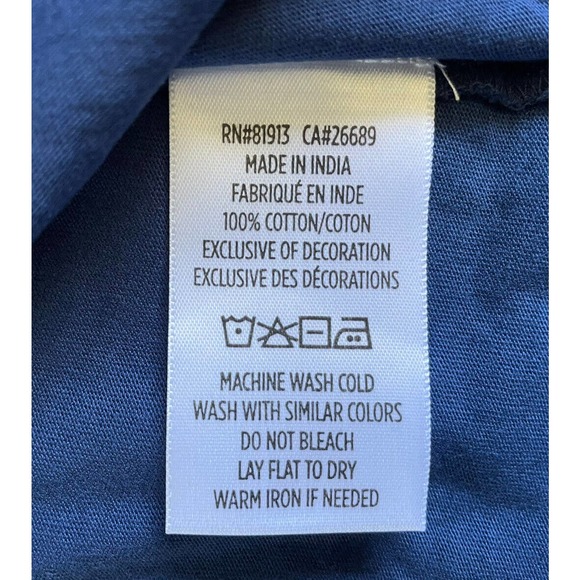 RN#81913 CA#26689
MADE IN INDIA
FABRIQUÉ EN INDE
100% COTTON/COTON
EXCLUSIVE OF DECORATION
EXCLUSIVE DES DÉCORATIONS
MACHINE WASH COLD
WASH WITH SIMILAR COLORS
DO NOT BLEACH
LAY FLAT TO DRY
WARM IRON IF NEEDED